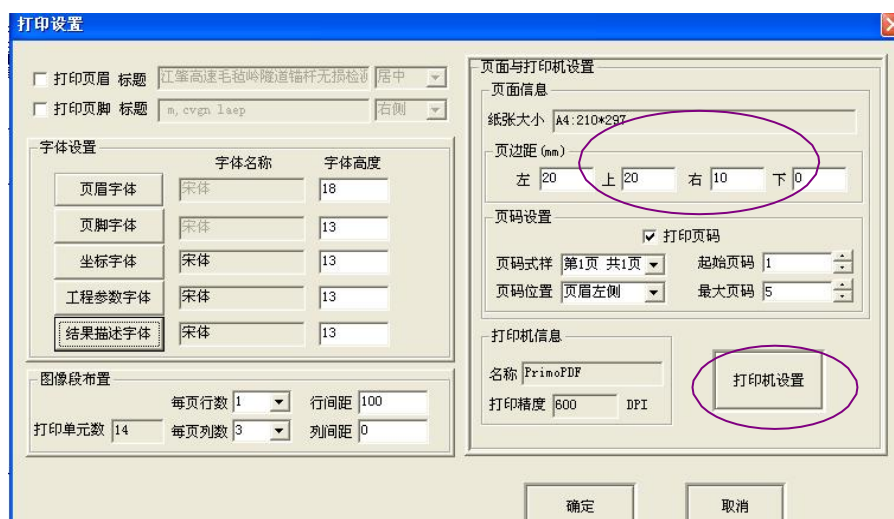 打印设置
打印页眉 标题 江肇高速毛毡岭隧道锚杆无损检测 居中
打印页脚 标题 m,cvgn laep 右侧
字体设置
字体名称 字体高度
页眉字体 宋体 18
页脚字体 宋体 13
坐标字体 宋体 13
工程参数字体 宋体 13
结果描述字体 宋体 13
图像段布置
每页行数 1 行间距 100
打印单元数 14 每页列数 3 列间距 0
页面与打印机设置
页面信息
纸张大小 A4:210*297
页边距(mm)
左 20 上 20 右 10 下 0
页码设置
打印页码
页码式样 第1页 共1页 起始页码 1
页码位置 页眉左侧 最大页码 5
打印机信息
名称 PrimoPDF
打印精度 600 DPI
打印机设置
确定 取消